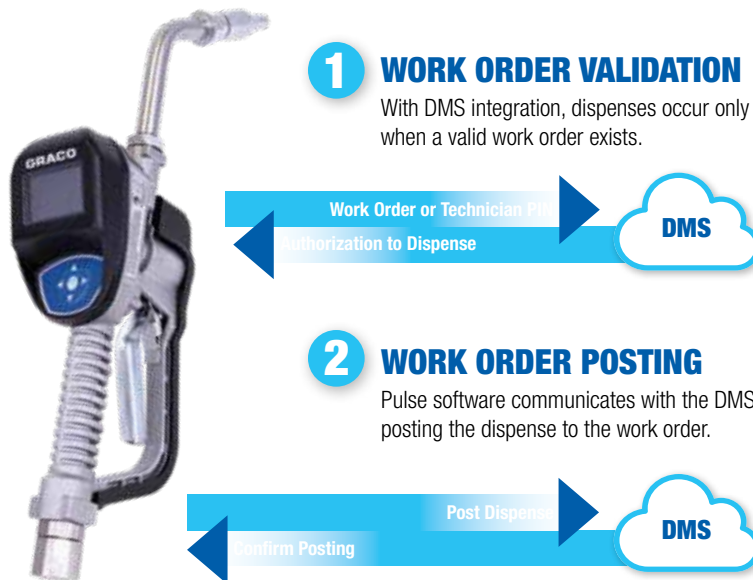 GRACO
1 WORK ORDER VALIDATION
With DMS integration, dispenses occur only
when a valid work order exists.
Work Order or Technician PIN
Authorization to Dispense
DMS
2 WORK ORDER POSTING
Pulse software communicates with the DMS
posting the dispense to the work order.
Post Dispense
Confirm Posting
DMS